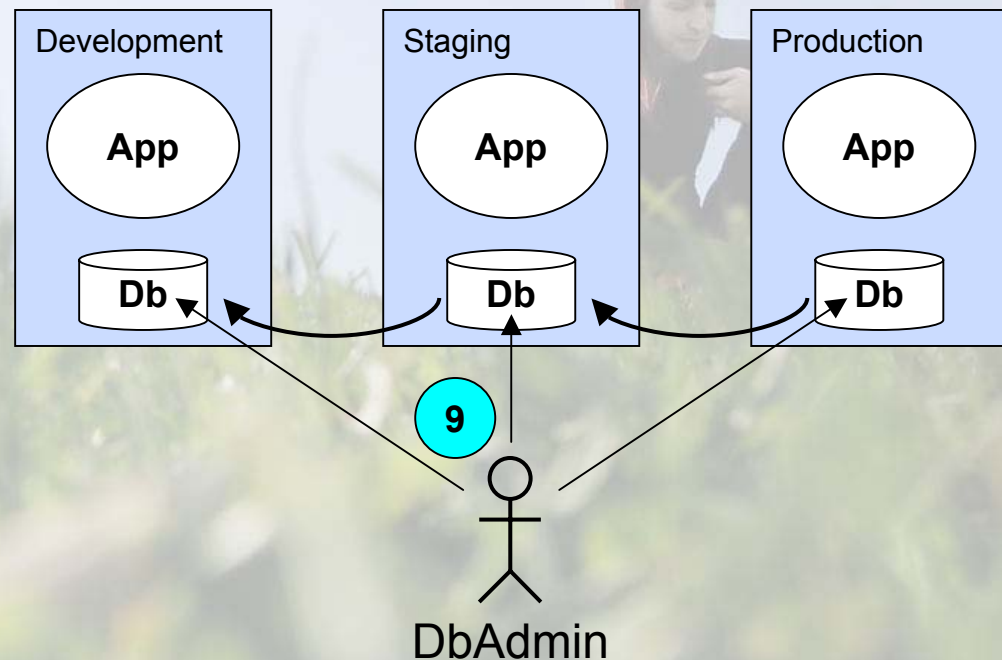 Development
Staging
Production
App
App
App
Db
Db
Db
9
DbAdmin